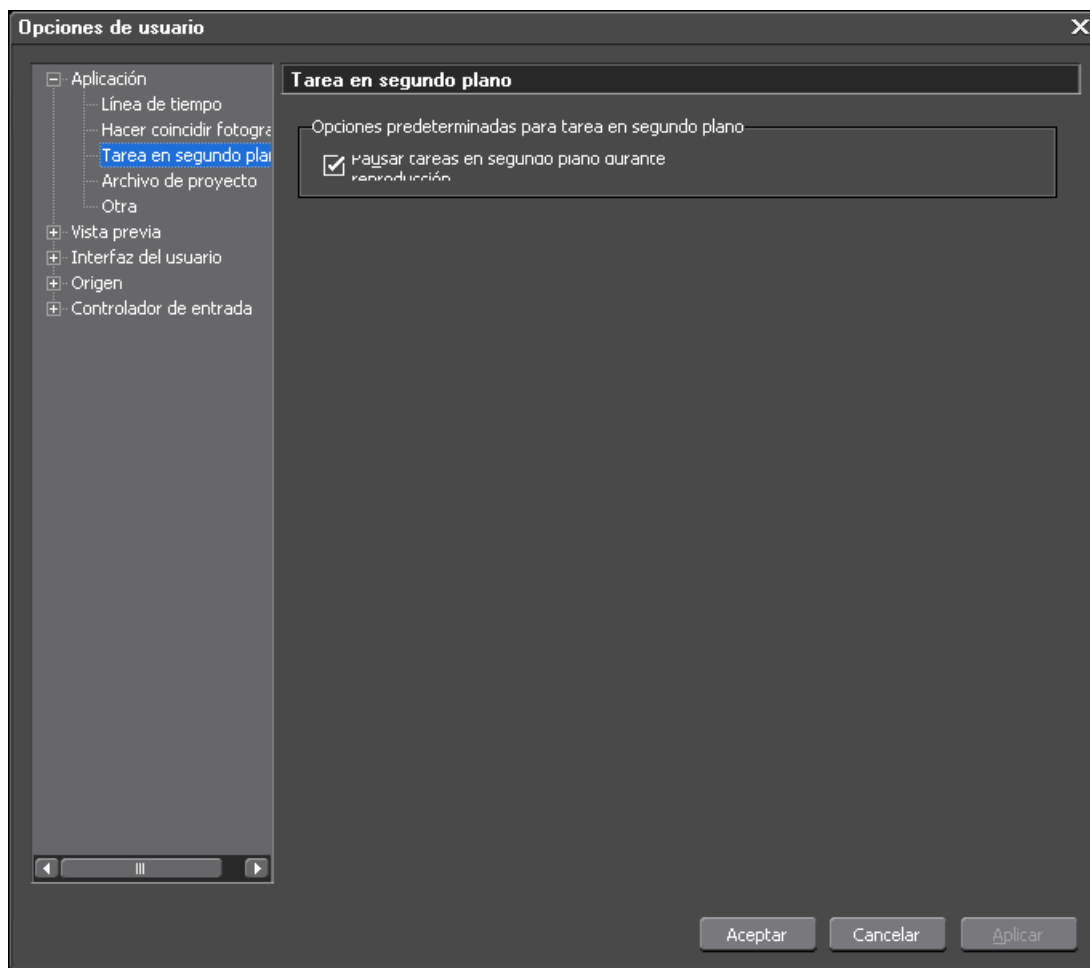 Opciones de usuario
Aplicación
Línea de tiempo
Hacer coincidir fotogra
Tarea en segundo plan
Archivo de proyecto
Otra
Vista previa
Interfaz del usuario
Origen
Controlador de entrada
Tarea en segundo plano
Opciones predeterminadas para tarea en segundo plano
Pausar tareas en segundo plano durante
reproducción
Aceptar
Cancelar
Aplicar